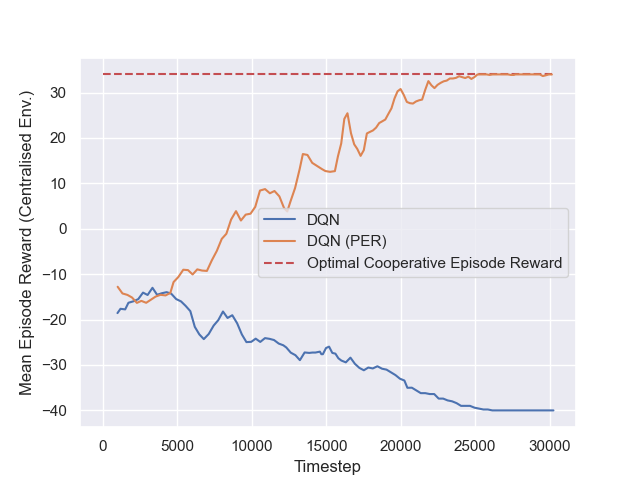 Mean Episode Reward (Centralised Env.)
30
20
10
0
−10
−20
−30
−40
DQN
DQN (PER)
Optimal Cooperative Episode Reward
0 5000 10000 15000 20000 25000 30000
Timestep